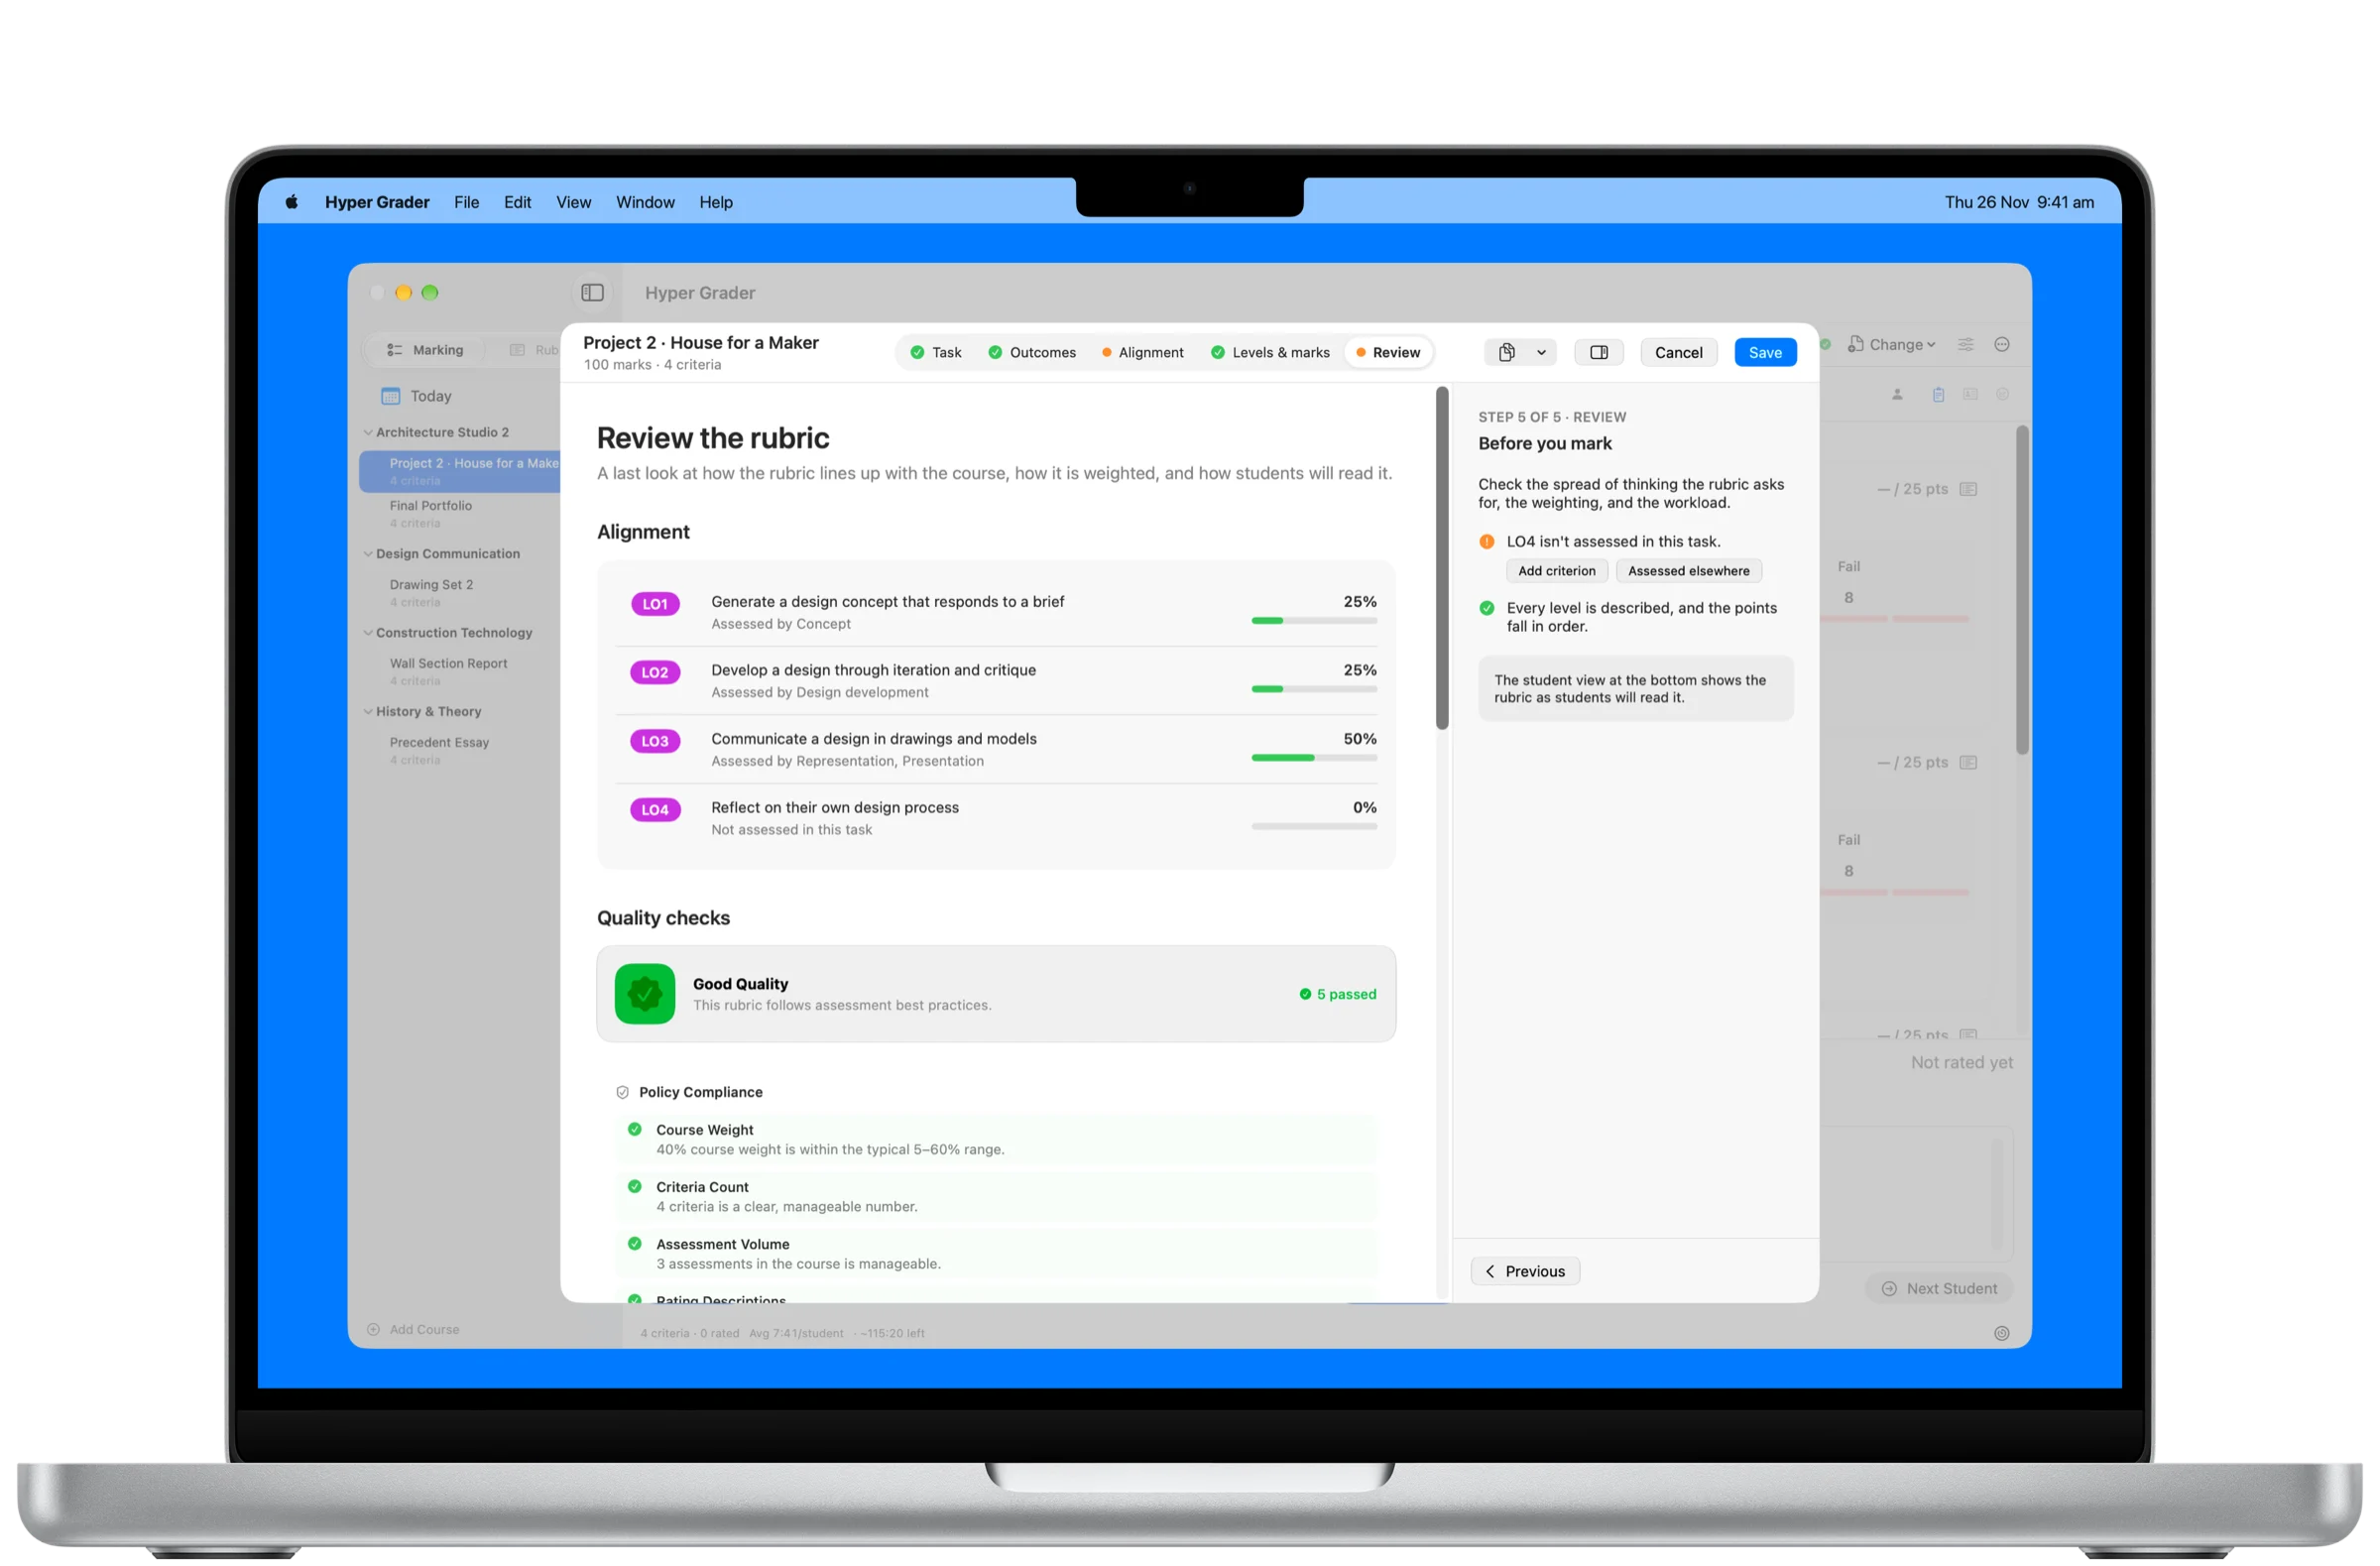 Hyper Grader File Edit View Window Help
Thu 26 Nov 9:41 am
Hyper Grader
Marking
Rub
Today
Architecture Studio 2
Project 2 · House for a Make
4 criteria
Final Portfolio
4 criteria
Design Communication
Drawing Set 2
4 criteria
Construction Technology
Wall Section Report
4 criteria
History & Theory
Precedent Essay
4 criteria
Add Course
Project 2 · House for a Maker
100 marks · 4 criteria
Task
Outcomes
Alignment
Levels & marks
Review
Cancel
Save
Review the rubric
A last look at how the rubric lines up with the course, how it is weighted, and how students will read it.
Alignment
LO1
Generate a design concept that responds to a brief
25%
Assessed by Concept
LO2
Develop a design through iteration and critique
25%
Assessed by Design development
LO3
Communicate a design in drawings and models
50%
Assessed by Representation, Presentation
LO4
Reflect on their own design process
0%
Not assessed in this task
Quality checks
Good Quality
This rubric follows assessment best practices.
5 passed
Policy Compliance
Course Weight
40% course weight is within the typical 5–60% range.
Criteria Count
4 criteria is a clear, manageable number.
Assessment Volume
3 assessments in the course is manageable.
Rating Descriptions
STEP 5 OF 5 · REVIEW
Before you mark
Check the spread of thinking the rubric asks
for, the weighting, and the workload.
LO4 isn't assessed in this task.
Add criterion
Assessed elsewhere
Every level is described, and the points
fall in order.
The student view at the bottom shows the
rubric as students will read it.
Previous
Change
— / 25 pts
Fail
8
— / 25 pts
Fail
8
— / 25 pts
Not rated yet
Next Student
4 criteria · 0 rated Avg 7:41/student · ~115:20 left